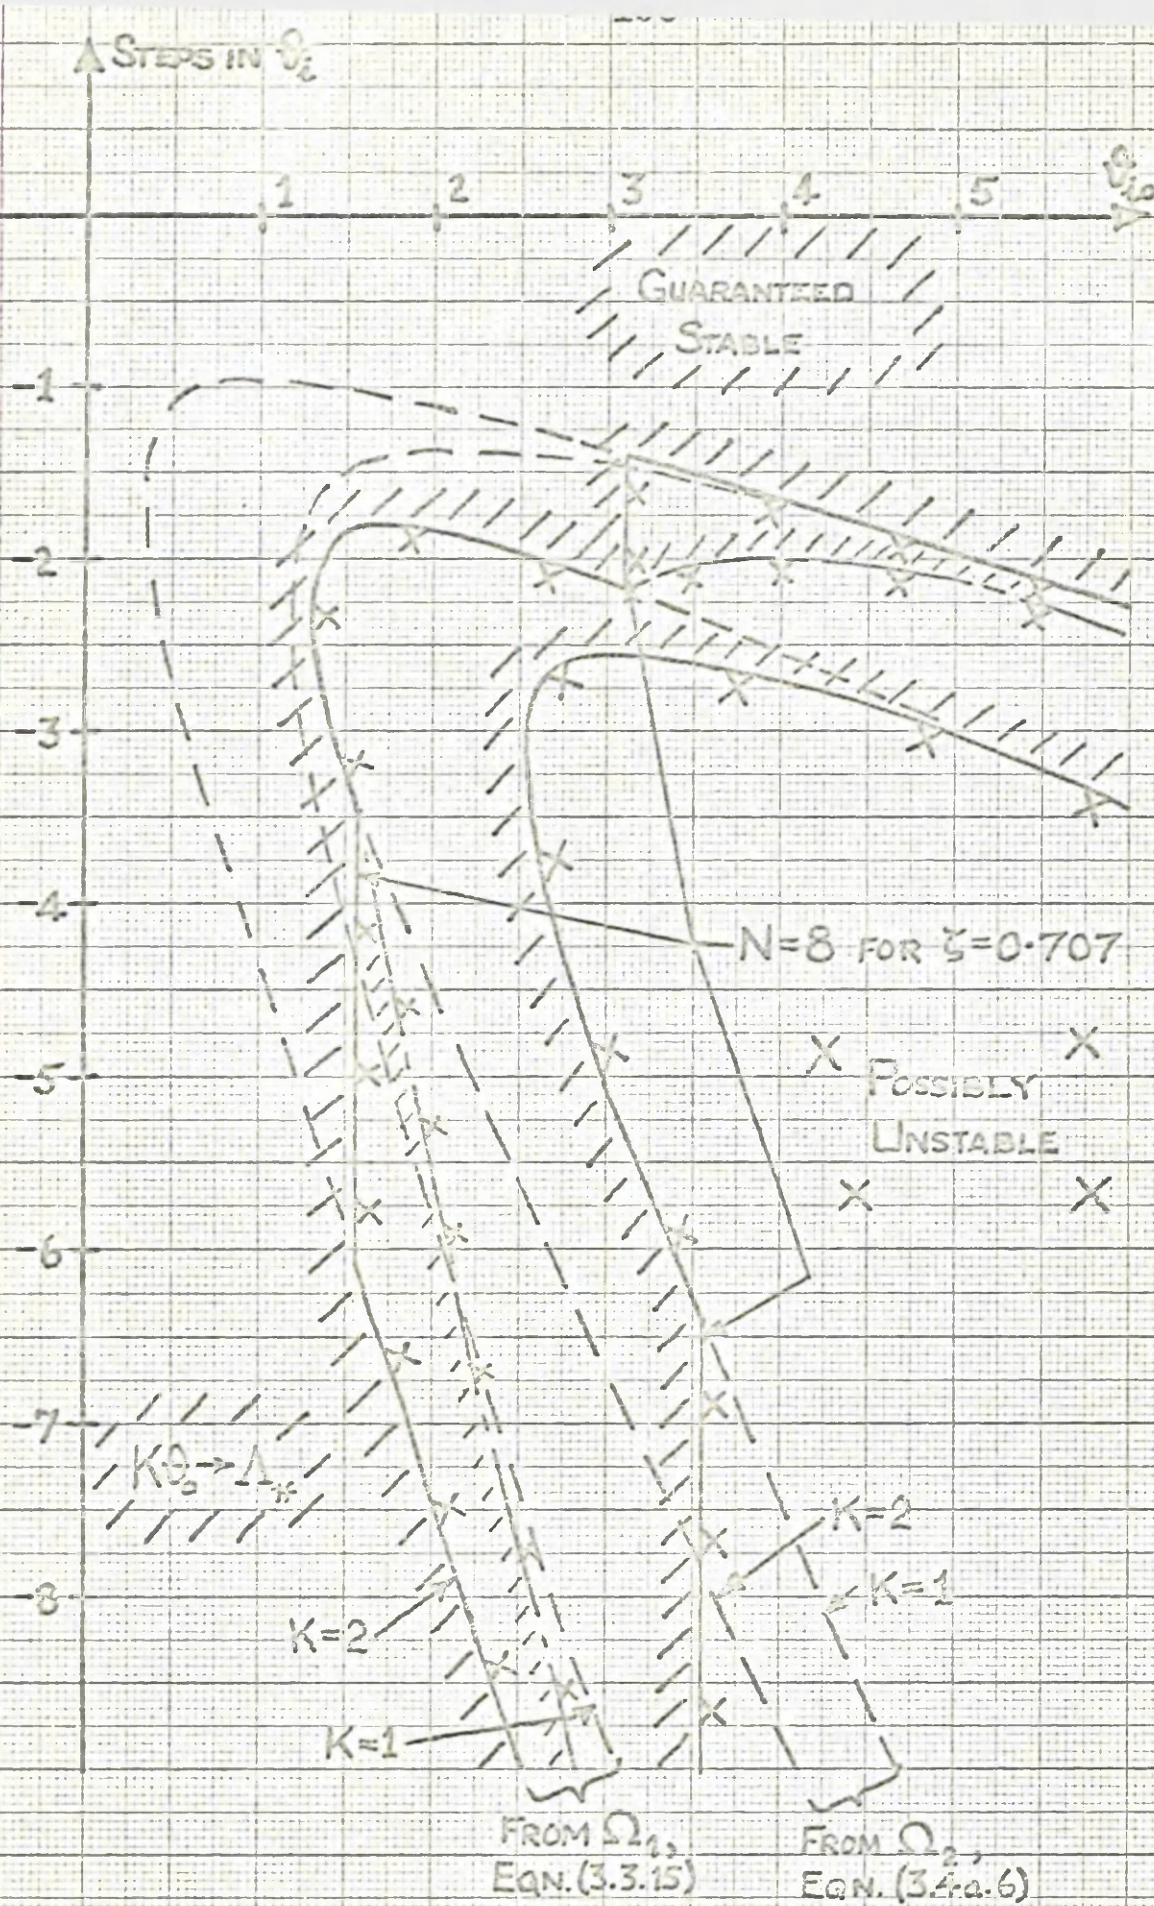 STEPS IN ϑi
1 2 3 4 5 ϑio
GUARANTEED
STABLE
-1
-2
-3
-4
N=8 FOR ζ=0.707
-5
POSSIBLY
UNSTABLE
-6
-7
Kϑo→Λ*
K=2
-8
K=1
K=2
K=1
FROM Ω1,
EQN.(3.3.15)
FROM Ω2,
EQN. (3.4.a.6)